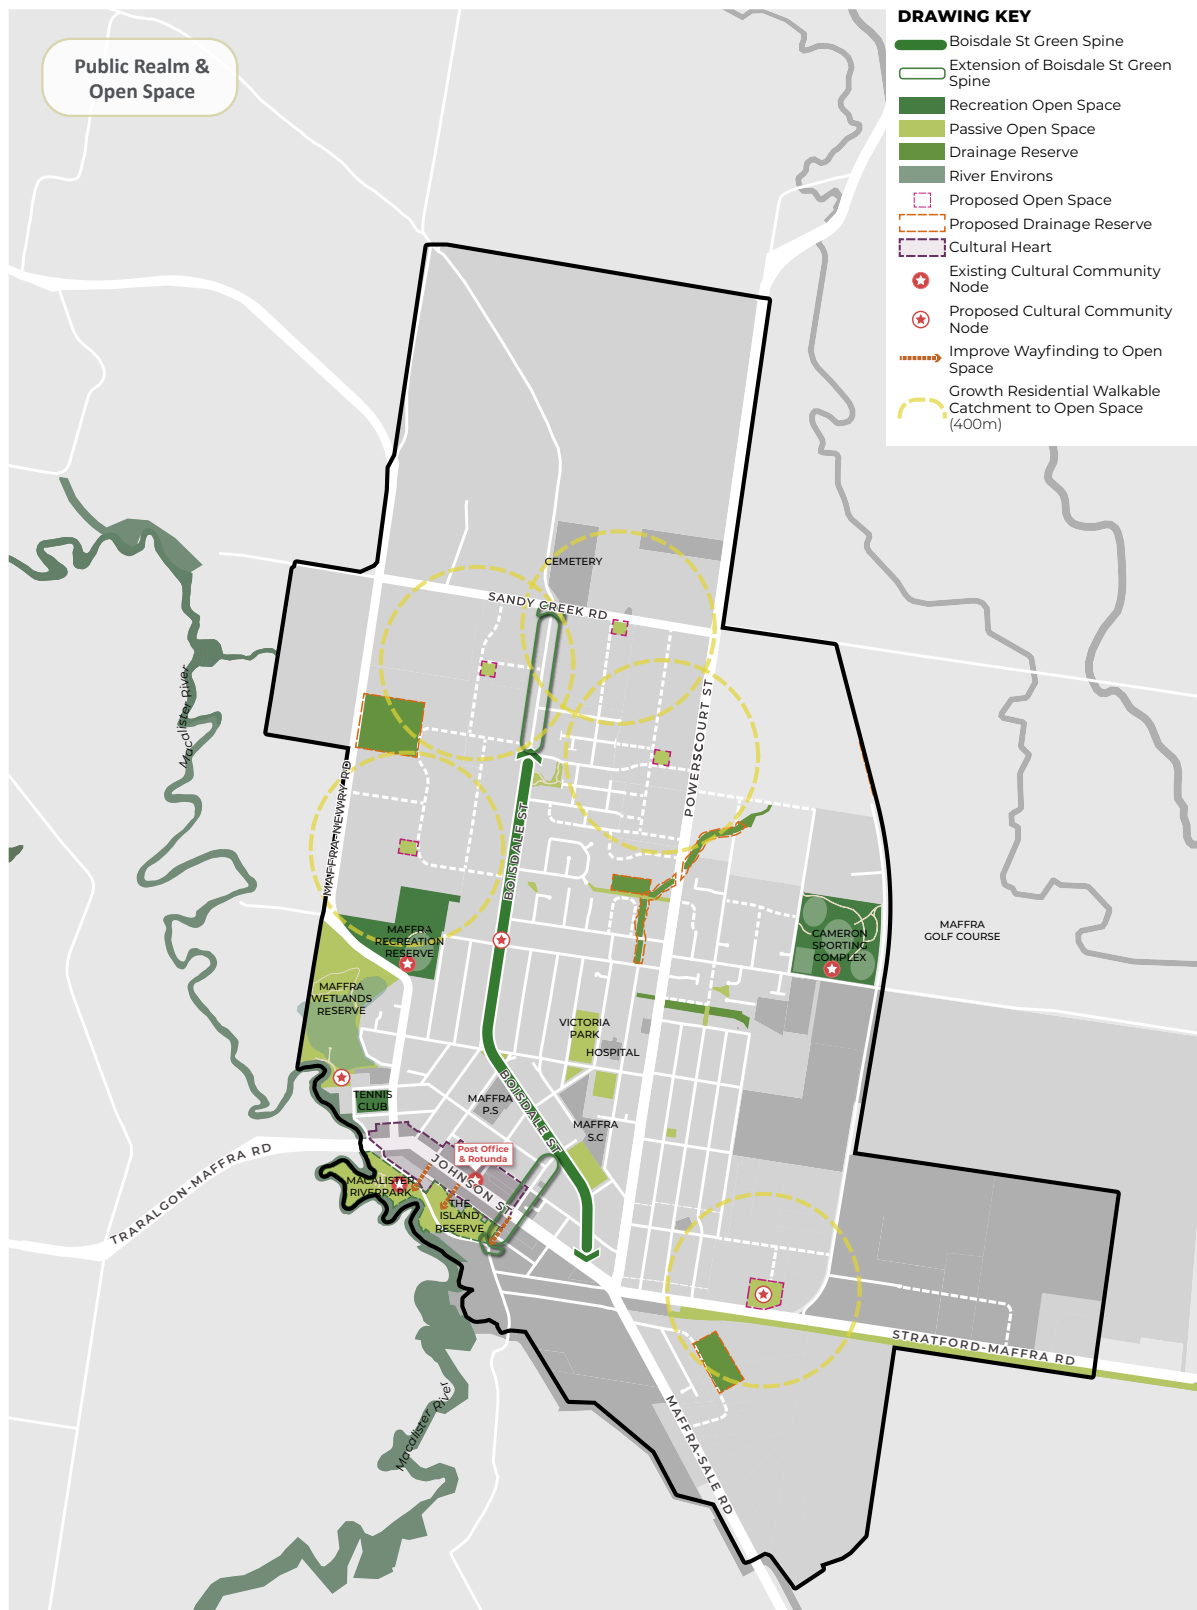 Public Realm &
Open Space
DRAWING KEY
Boisdale St Green Spine
Extension of Boisdale St Green
Spine
Recreation Open Space
Passive Open Space
Drainage Reserve
River Environs
Proposed Open Space
Proposed Drainage Reserve
Cultural Heart
Existing Cultural Community
Node
Proposed Cultural Community
Node
Improve Wayfinding to Open
Space
Growth Residential Walkable
Catchment to Open Space
(400m)
CEMETERY
SANDY CREEK RD
Macalister River
POWERSCOURT ST
MAFFRA-NEWRY RD
BOISDALE ST
MAFFRA
RECREATION
RESERVE
CAMERON
SPORTING
COMPLEX
MAFFRA
GOLF COURSE
MAFFRA
WETLANDS
RESERVE
VICTORIA
PARK
HOSPITAL
TENNIS
CLUB
MAFFRA
P.S
BOISDALE ST
MAFFRA
S.C
TRARALGON-MAFFRA RD
Post Office
& Rotunda
JOHNSON ST
MACALISTER
RIVERPARK
THE
ISLAND
RESERVE
STRATFORD-MAFFRA RD
MAFFRA-SALE RD
Macalister River